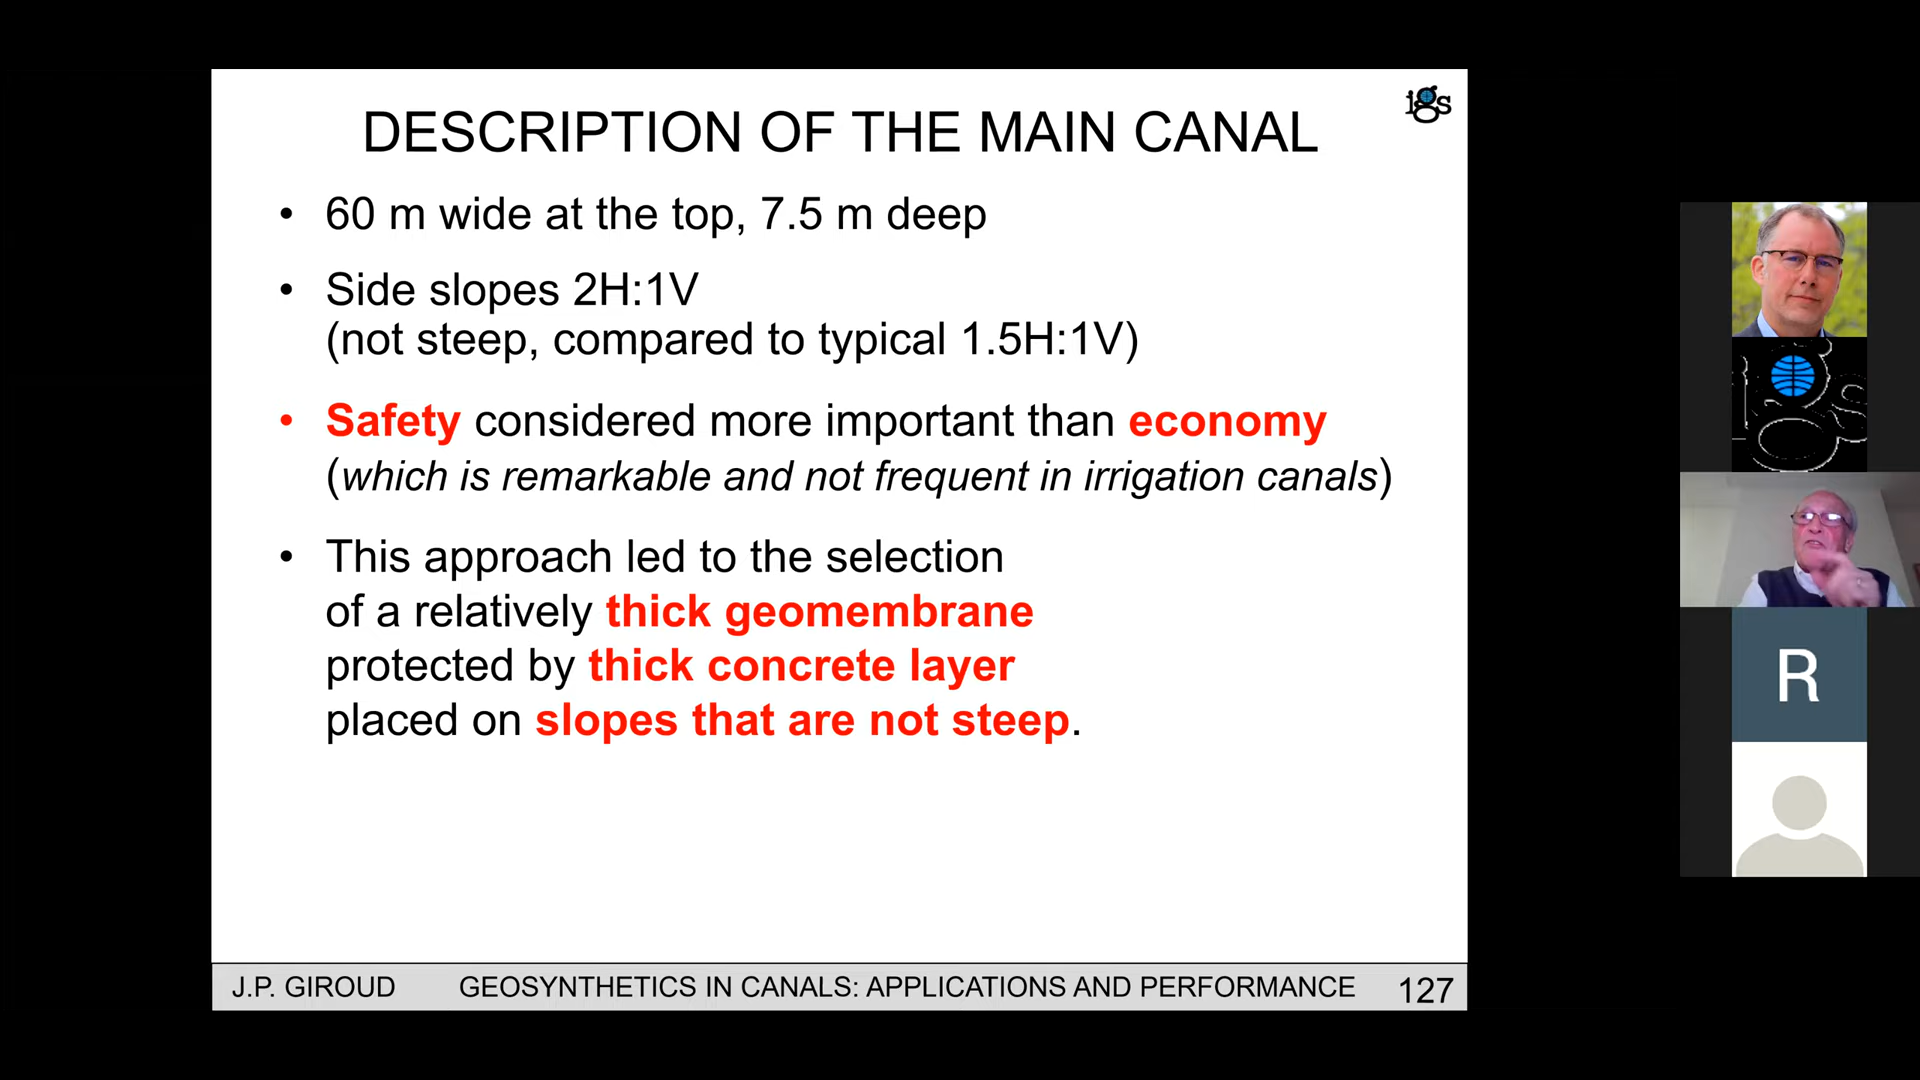 igs
DESCRIPTION OF THE MAIN CANAL
• 60 m wide at the top, 7.5 m deep
• Side slopes 2H:1V
(not steep, compared to typical 1.5H:1V)
• Safety considered more important than economy
(which is remarkable and not frequent in irrigation canals)
• This approach led to the selection
of a relatively thick geomembrane
protected by thick concrete layer
placed on slopes that are not steep.
J.P. GIROUD GEOSYNTHETICS IN CANALS: APPLICATIONS AND PERFORMANCE 127
igs
R